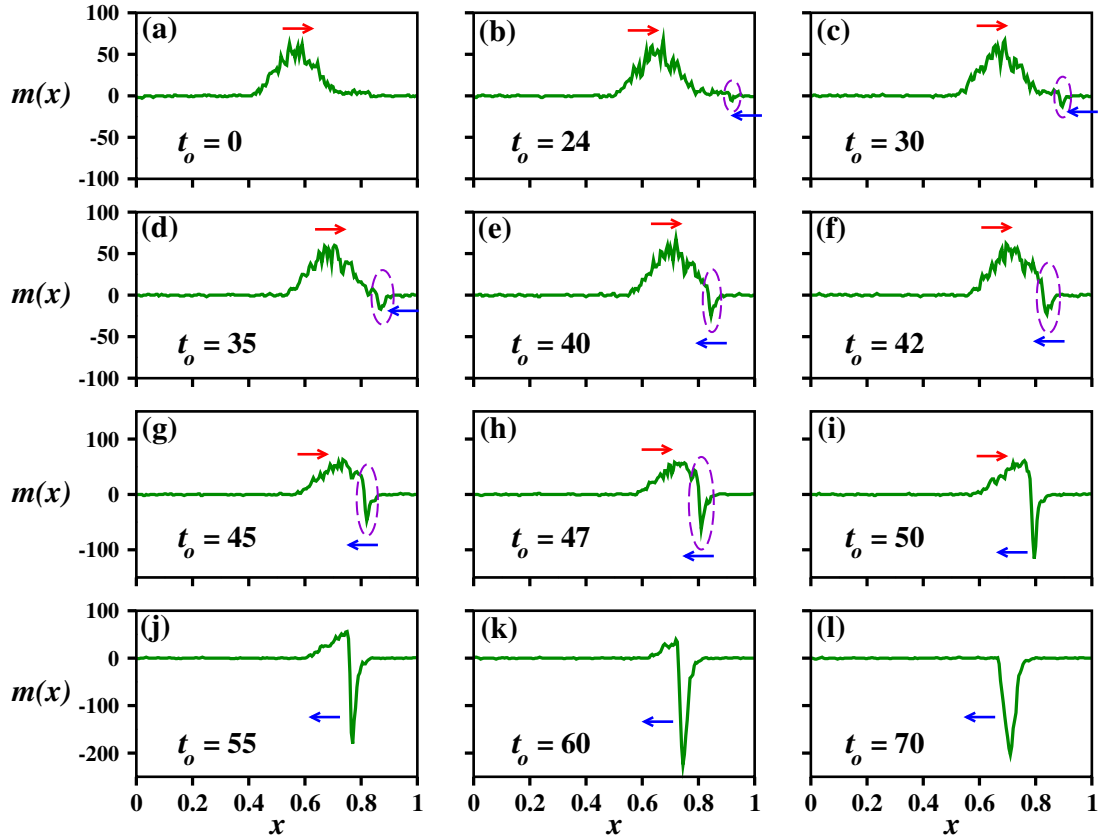 100
50
0
-50
-100
m(x)
(a)
t_o = 0
(b)
t_o = 24
(c)
t_o = 30
100
50
0
-50
-100
m(x)
(d)
t_o = 35
(e)
t_o = 40
(f)
t_o = 42
100
0
-100
m(x)
(g)
t_o = 45
(h)
t_o = 47
(i)
t_o = 50
100
0
-100
-200
m(x)
(j)
t_o = 55
(k)
t_o = 60
(l)
t_o = 70
0 0.2 0.4 0.6 0.8 1
0 0.2 0.4 0.6 0.8 1
0 0.2 0.4 0.6 0.8 1
x
x
x